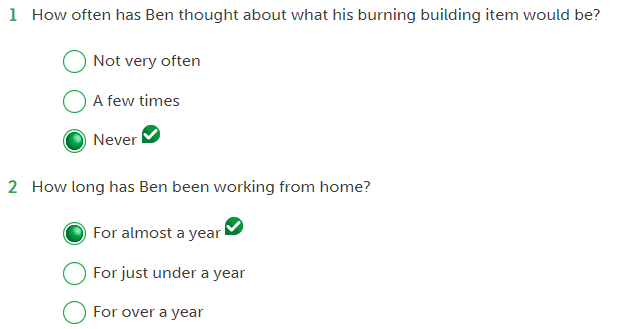 1 How often has Ben thought about what his burning building item would be?
Not very often
A few times
Never
2 How long has Ben been working from home?
For almost a year
For just under a year
For over a year